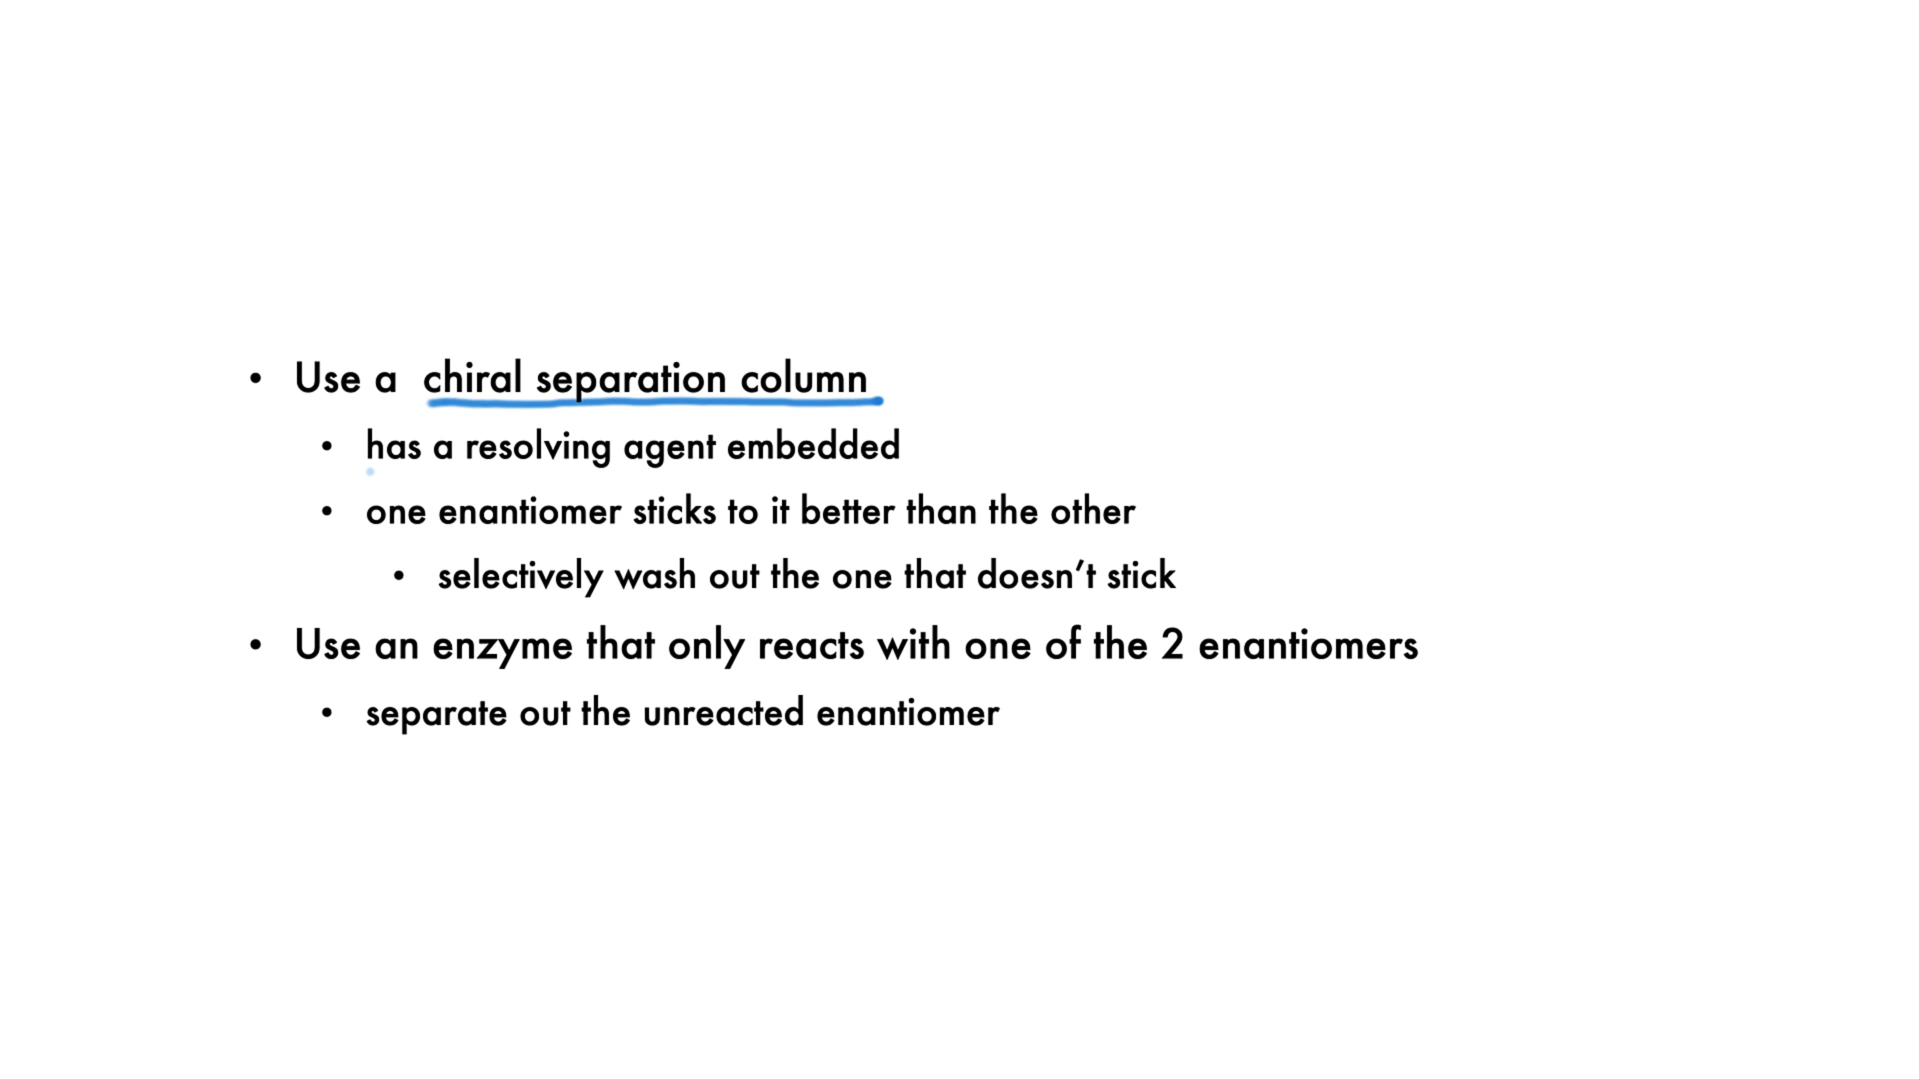 • Use a chiral separation column
• has a resolving agent embedded
• one enantiomer sticks to it better than the other
• selectively wash out the one that doesn’t stick
• Use an enzyme that only reacts with one of the 2 enantiomers
• separate out the unreacted enantiomer